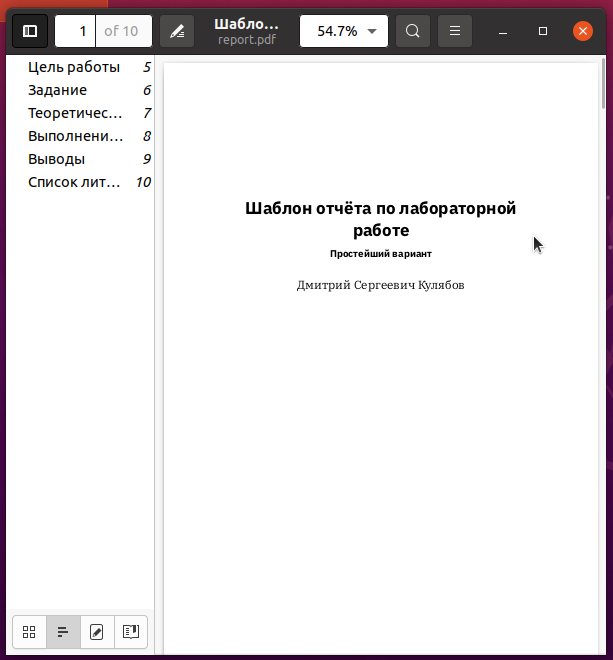 1 of 10
Шабло…
report.pdf
54.7%
Цель работы 5
Задание 6
Теоретичес… 7
Выполнени… 8
Выводы 9
Список лит… 10
Шаблон отчёта по лабораторной
работе
Простейший вариант
Дмитрий Сергеевич Кулябов